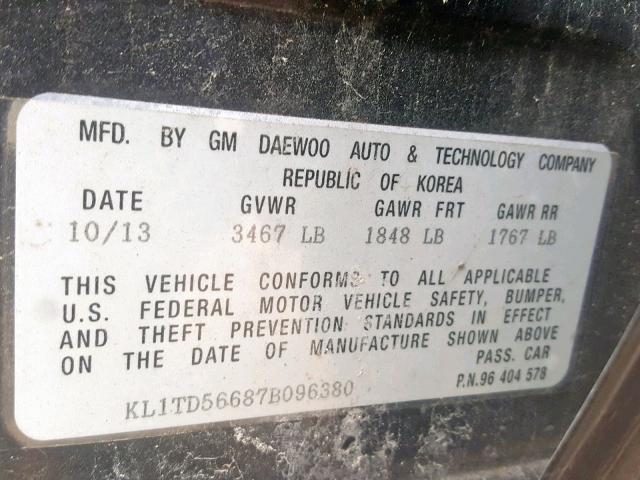 MFD. BY GM DAEWOO AUTO & TECHNOLOGY COMPANY
REPUBLIC OF KOREA
DATE GVWR GAWR FRT GAWR RR
10/13 3467 LB 1848 LB 1767 LB
THIS VEHICLE CONFORMS TO ALL APPLICABLE
U.S. FEDERAL MOTOR VEHICLE SAFETY, BUMPER,
AND THEFT PREVENTION STANDARDS IN EFFECT
ON THE DATE OF MANUFACTURE SHOWN ABOVE
PASS. CAR
KL1TD56687B096380 P.N.96 404 578